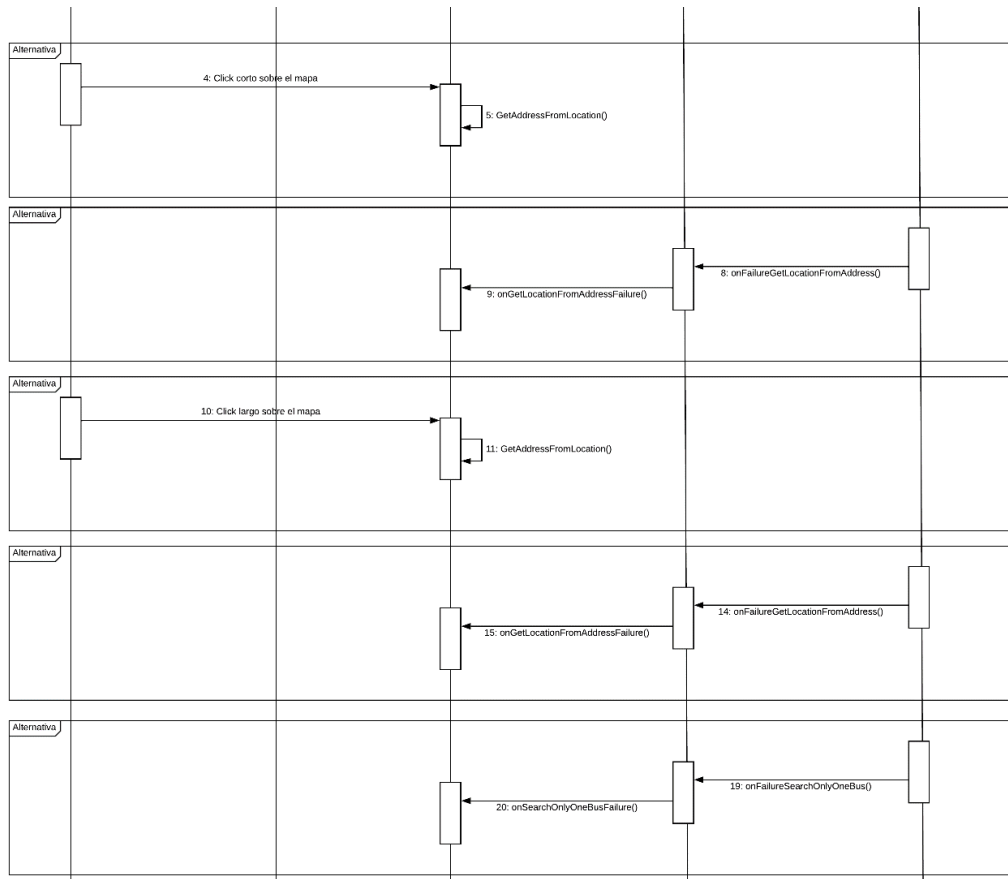 Alternativa
4: Click corto sobre el mapa
5: GetAddressFromLocation()
Alternativa
8: onFailureGetLocationFromAddress()
9: onGetLocationFromAddressFailure()
Alternativa
10: Click largo sobre el mapa
11: GetAddressFromLocation()
Alternativa
14: onFailureGetLocationFromAddress()
15: onGetLocationFromAddressFailure()
Alternativa
19: onFailureSearchOnlyOneBus()
20: onSearchOnlyOneBusFailure()